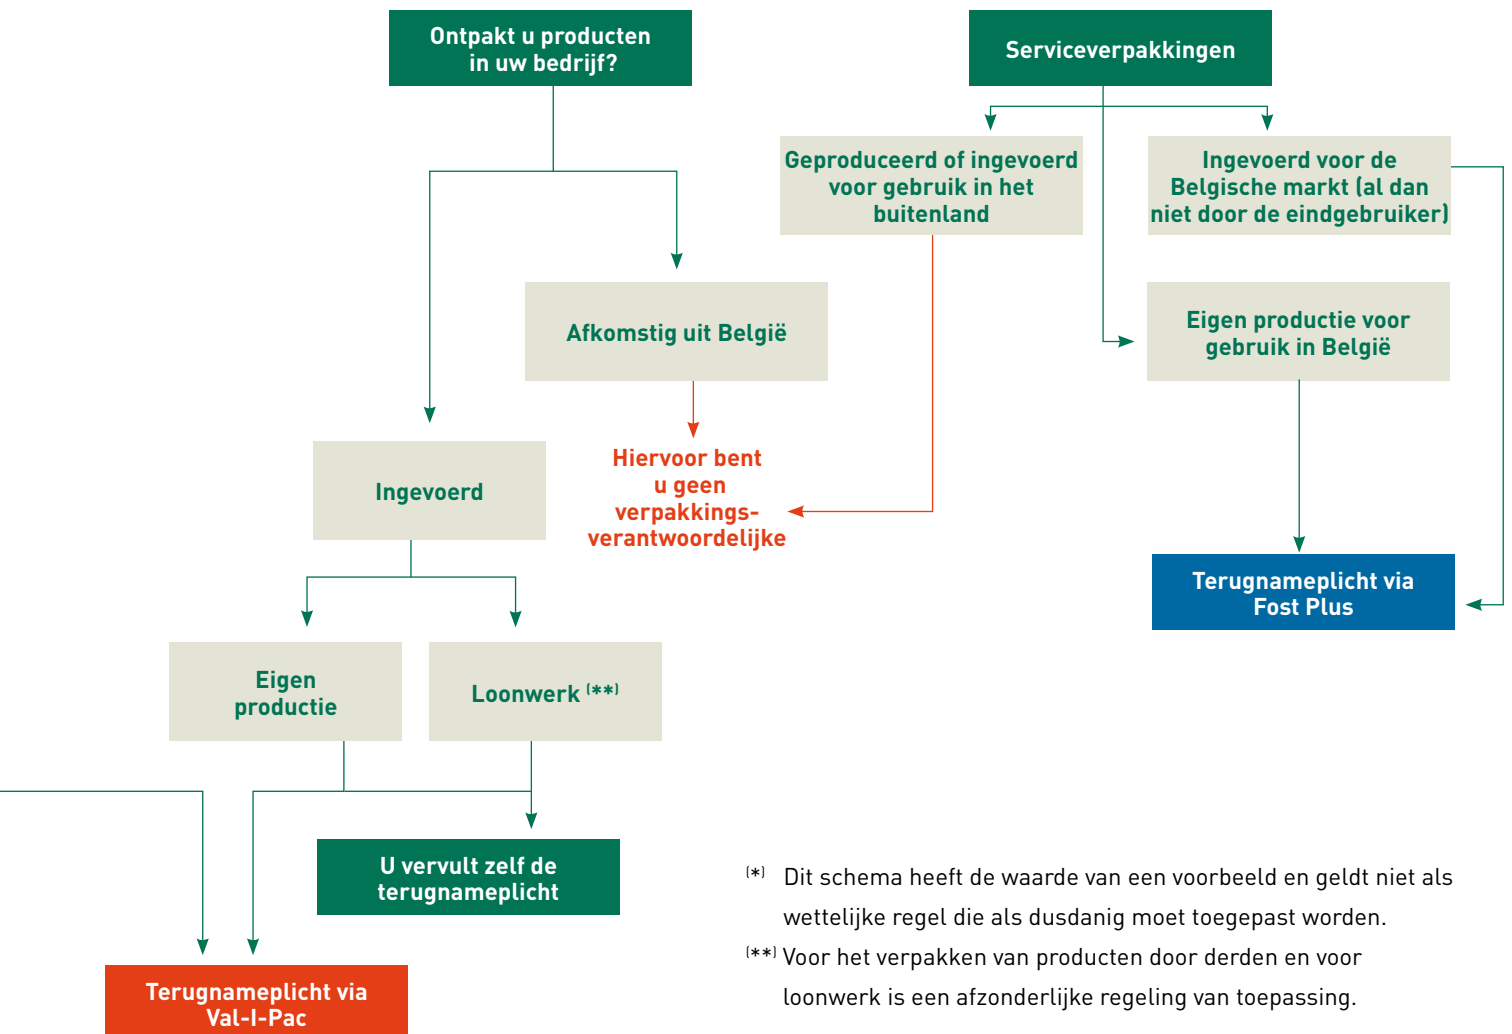 Ontpakt u producten
in uw bedrijf?
Serviceverpakkingen
Geproduceerd of ingevoerd
voor gebruik in het
buitenland
Ingevoerd voor de
Belgische markt (al dan
niet door de eindgebruiker)
Afkomstig uit België
Eigen productie voor
gebruik in België
Hiervoor bent
u geen
verpakkings-
verantwoordelijke
Ingevoerd
Terugnameplicht via
Fost Plus
Eigen
productie
Loonwerk (**)
U vervult zelf de
terugnameplicht
Terugnameplicht via
Val-I-Pac
(*) Dit schema heeft de waarde van een voorbeeld en geldt niet als
wettelijke regel die als dusdanig moet toegepast worden.
(**) Voor het verpakken van producten door derden en voor
loonwerk is een afzonderlijke regeling van toepassing.